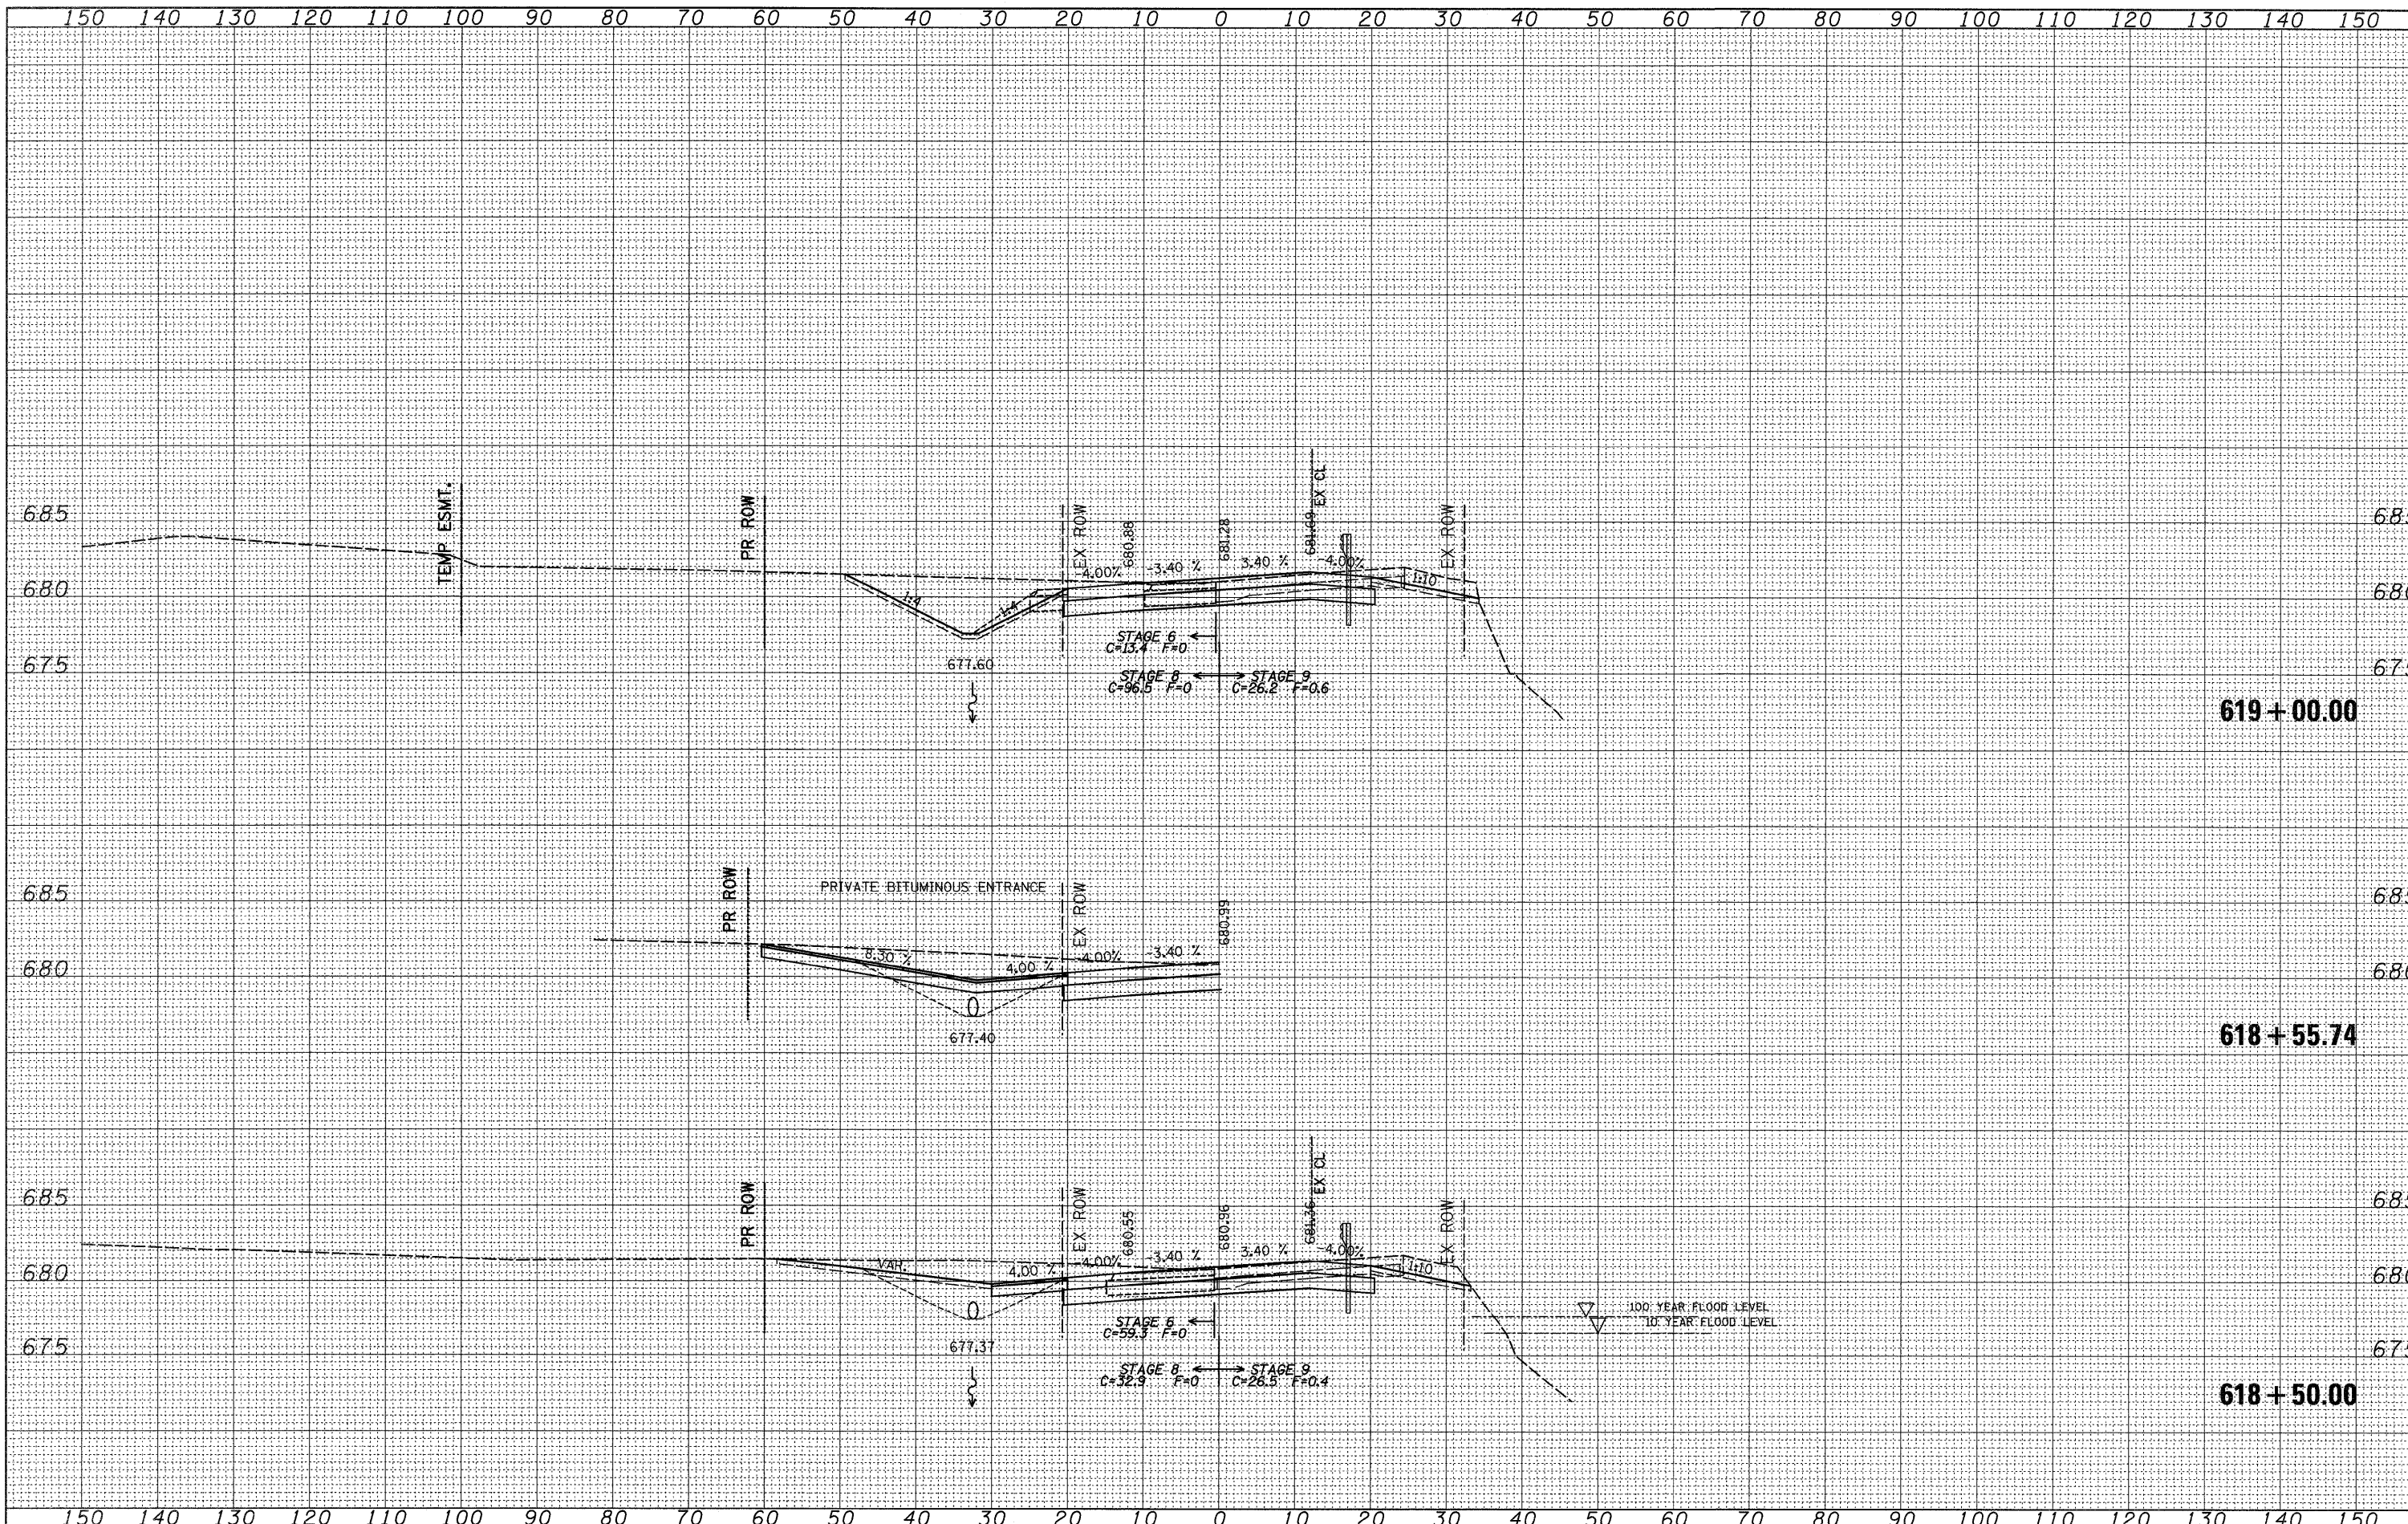 150 140 130 120 110 100 90 80 70 60 50 40 30 20 10 0 10 20 30 40 50 60 70 80 90 100 110 120 130 140 150
TEMP ESMT.
PR ROW
EX ROW
680.88
681.28
681.69
EX CL
EX ROW
685
4.00% -3.40 % 3.40 % -4.00%
680
1:4 1:4 1:10
STAGE 6
C=13.4 F=0
675
677.60
STAGE 8 STAGE 9
C=96.5 F=0 C=26.2 F=0.6
619+00.00
PR ROW
PRIVATE BITUMINOUS ENTRANCE
EX ROW
680.99
685
8.30 % 4.00 % -4.00% -3.40 %
680
677.40
618+55.74
PR ROW
EX ROW
680.55
680.96
681.36
EX CL
EX ROW
685
VAR. 4.00 % -4.00% -3.40 % 3.40 % -4.00% 1:10
680
100 YEAR FLOOD LEVEL
10 YEAR FLOOD LEVEL
STAGE 6
C=59.3 F=0
675
677.37
STAGE 8 STAGE 9
C=32.9 F=0 C=26.5 F=0.4
618+50.00
150 140 130 120 110 100 90 80 70 60 50 40 30 20 10 0 10 20 30 40 50 60 70 80 90 100 110 120 130 140 150